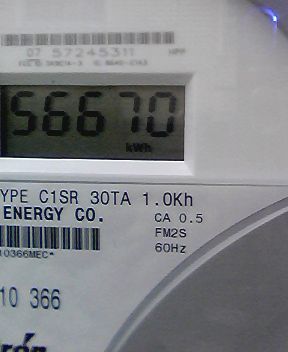 07 57245311
56670
kWh
YPE C1SR 30TA 1.0Kh
ENERGY CO.
CA 0.5
FM2S
60Hz
10366MEC*
10 366
rón